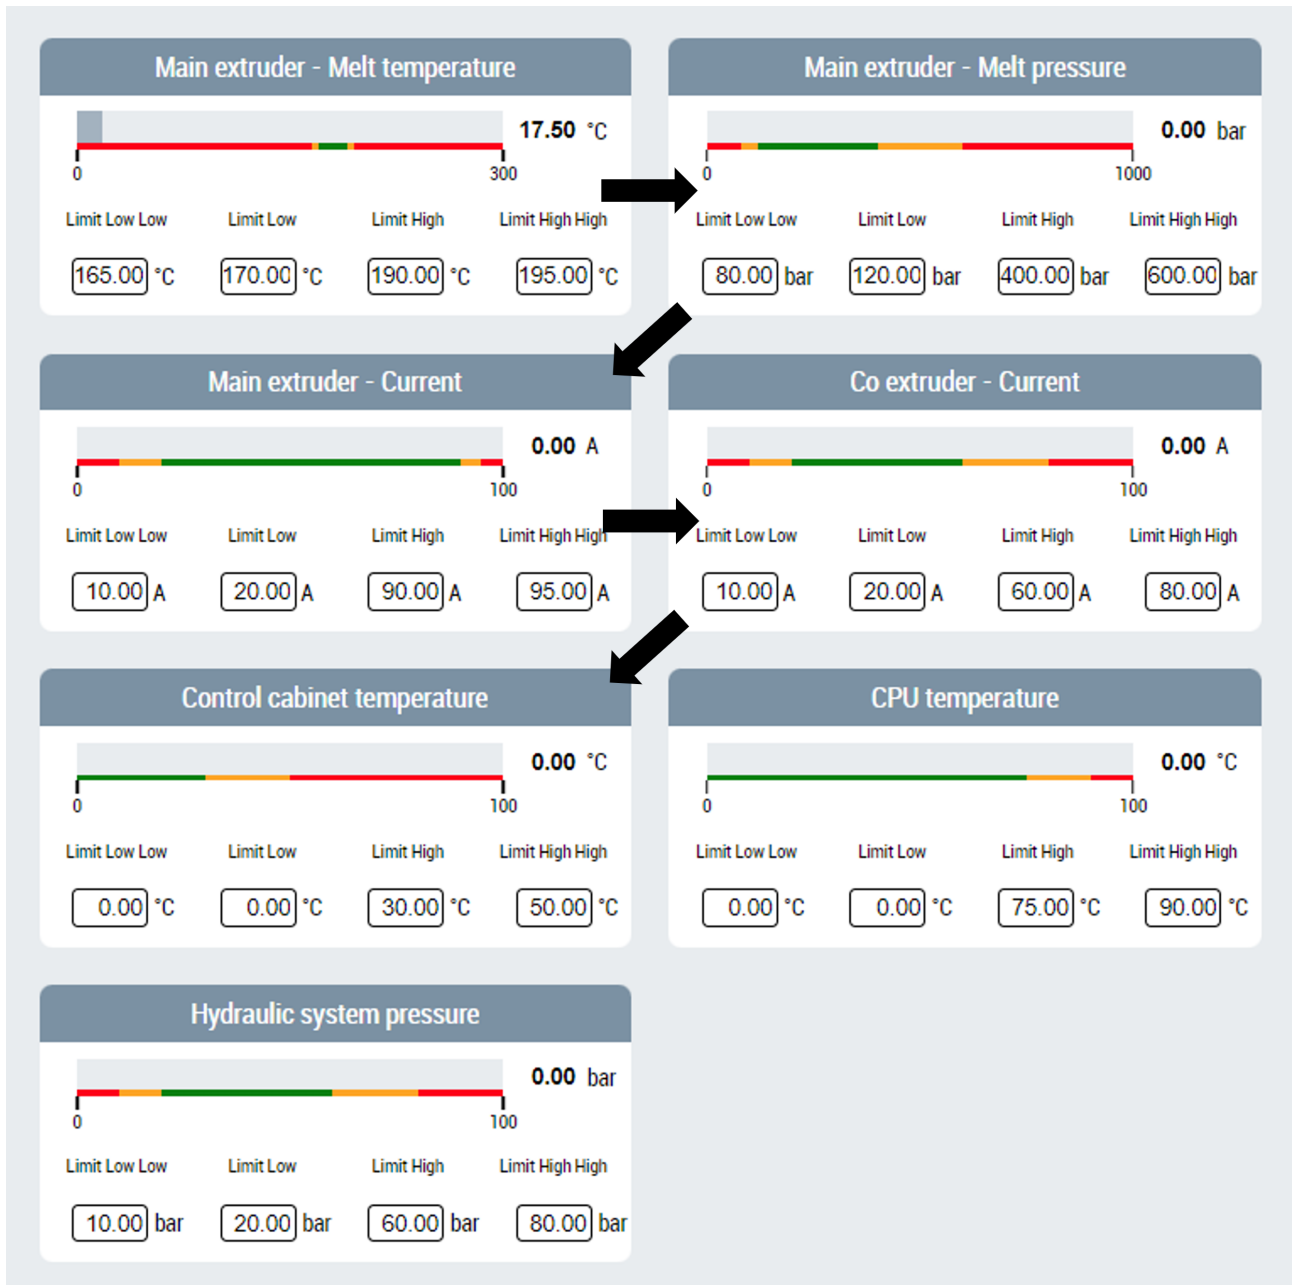 Main extruder - Melt temperature
17.50 °C
0 300
Limit Low Low Limit Low Limit High Limit High High
165.00 °C 170.00 °C 190.00 °C 195.00 °C
Main extruder - Melt pressure
0.00 bar
0 1000
Limit Low Low Limit Low Limit High Limit High High
80.00 bar 120.00 bar 400.00 bar 600.00 bar
Main extruder - Current
0.00 A
0 100
Limit Low Low Limit Low Limit High Limit High High
10.00 A 20.00 A 90.00 A 95.00 A
Co extruder - Current
0.00 A
0 100
Limit Low Low Limit Low Limit High Limit High High
10.00 A 20.00 A 60.00 A 80.00 A
Control cabinet temperature
0.00 °C
0 100
Limit Low Low Limit Low Limit High Limit High High
0.00 °C 0.00 °C 30.00 °C 50.00 °C
CPU temperature
0.00 °C
0 100
Limit Low Low Limit Low Limit High Limit High High
0.00 °C 0.00 °C 75.00 °C 90.00 °C
Hydraulic system pressure
0.00 bar
0 100
Limit Low Low Limit Low Limit High Limit High High
10.00 bar 20.00 bar 60.00 bar 80.00 bar